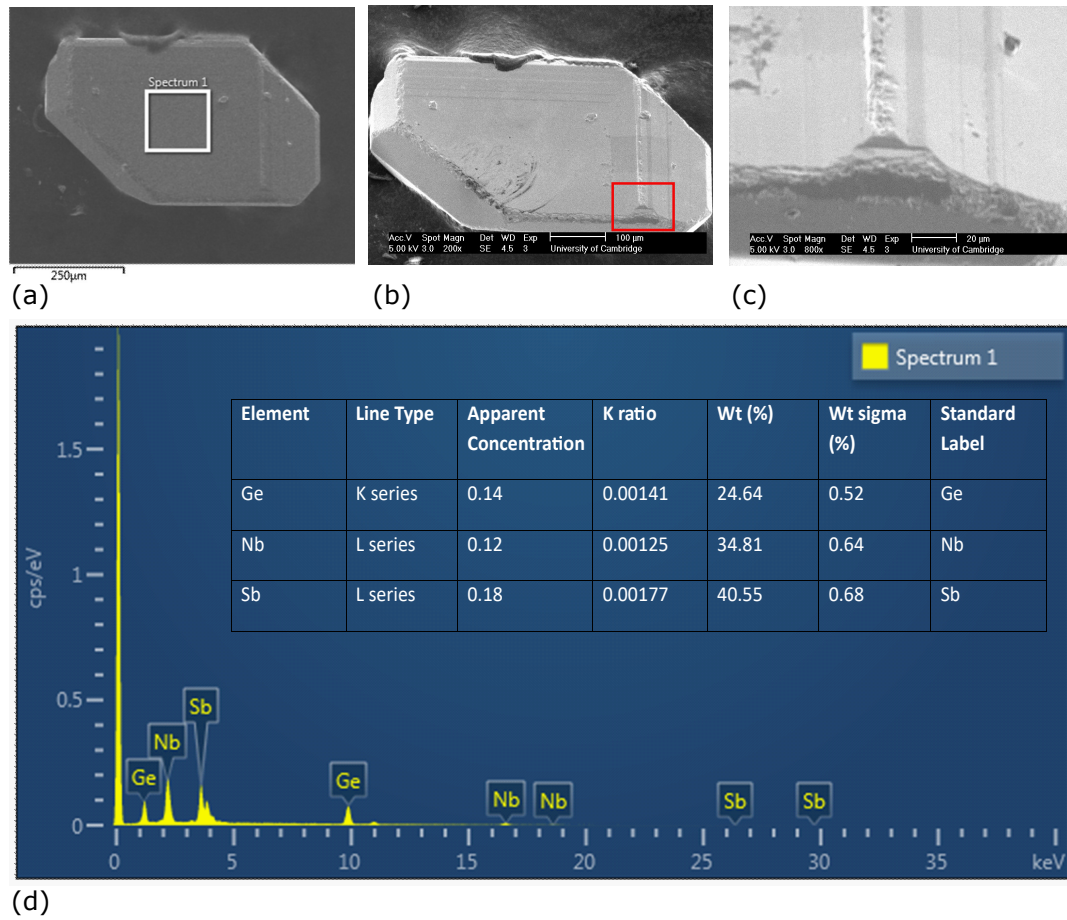 Spectrum 1
250µm
Acc.V Spot Magn Det WD Exp 100 µm
5.00 kV 3.0 200x SE 4.5 3 University of Cambridge
Acc.V Spot Magn Det WD Exp 20 µm
5.00 kV 3.0 800x SE 4.5 3 University of Cambridge
(a)
(b)
(c)
Spectrum 1
Element Line Type Apparent Concentration K ratio Wt (%) Wt sigma (%) Standard Label
Ge K series 0.14 0.00141 24.64 0.52 Ge
Nb L series 0.12 0.00125 34.81 0.64 Nb
Sb L series 0.18 0.00177 40.55 0.68 Sb
cps/eV
1.5
1
0.5
0
Ge
Nb
Sb
Ge
Nb
Nb
Sb
Sb
0 5 10 15 20 25 30 35 keV
(d)